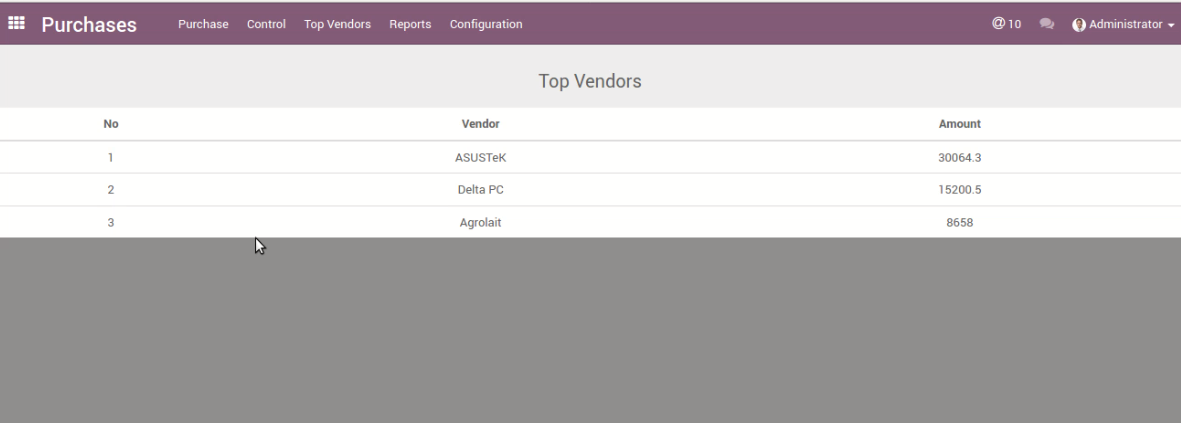 Purchases Purchase Control Top Vendors Reports Configuration @10 Administrator
Top Vendors
No Vendor Amount
1 ASUSTeK 30064.3
2 Delta PC 15200.5
3 Agrolait 8658